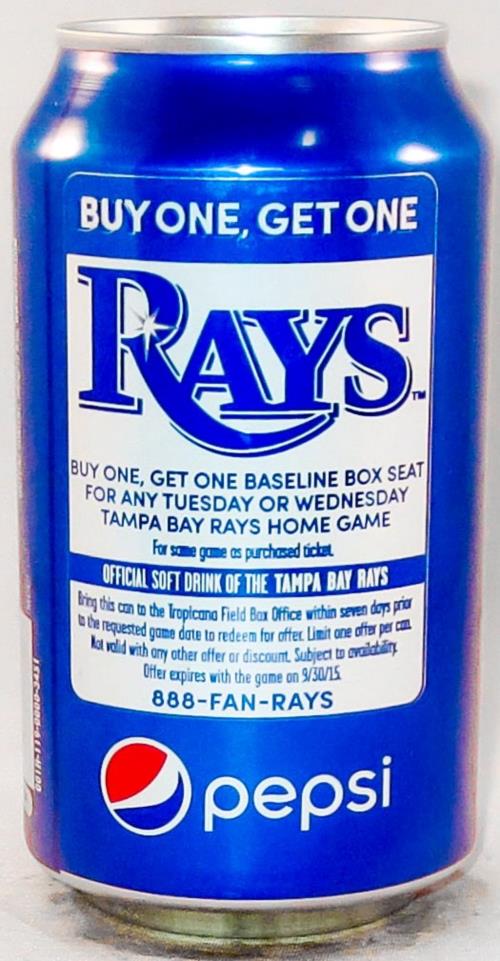 BUY ONE, GET ONE
RAYS™
BUY ONE, GET ONE BASELINE BOX SEAT
FOR ANY TUESDAY OR WEDNESDAY
TAMPA BAY RAYS HOME GAME
For same game as purchased ticket.
OFFICIAL SOFT DRINK OF THE TAMPA BAY RAYS
Bring this can to the Tropicana Field Box Office within seven days prior
to the requested game date to redeem for offer. Limit one offer per can.
Not valid with any other offer or discount. Subject to availability.
Offer expires with the game on 9/30/15.
888-FAN-RAYS
pepsi